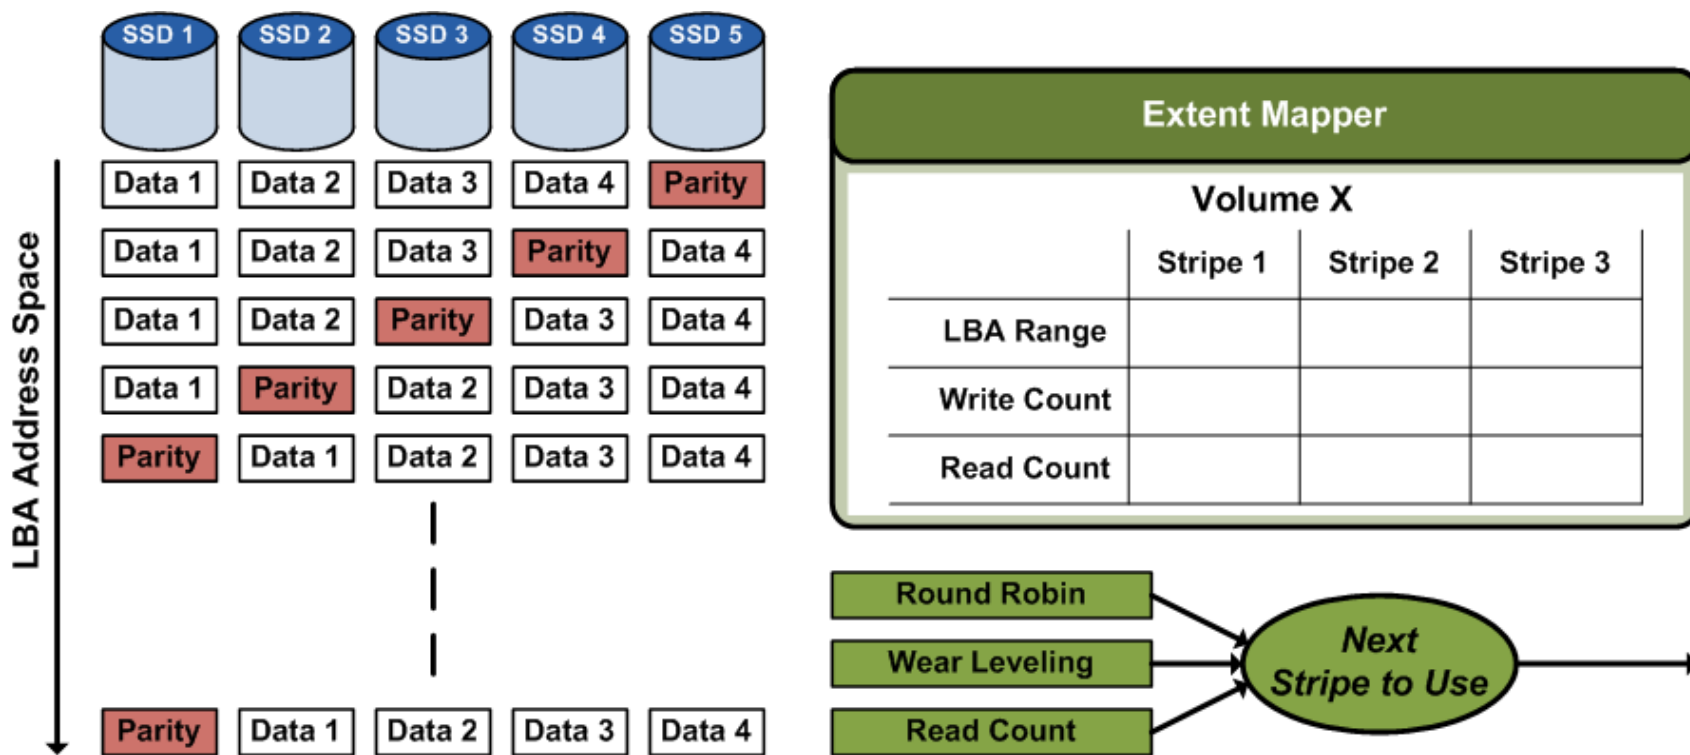 SSD 1 SSD 2 SSD 3 SSD 4 SSD 5
LBA Address Space
Data 1 Data 2 Data 3 Data 4 Parity
Data 1 Data 2 Data 3 Parity Data 4
Data 1 Data 2 Parity Data 3 Data 4
Data 1 Parity Data 2 Data 3 Data 4
Parity Data 1 Data 2 Data 3 Data 4
Parity Data 1 Data 2 Data 3 Data 4
Extent Mapper
Volume X
Stripe 1 Stripe 2 Stripe 3
LBA Range
Write Count
Read Count
Round Robin
Wear Leveling
Read Count
Next
Stripe to Use